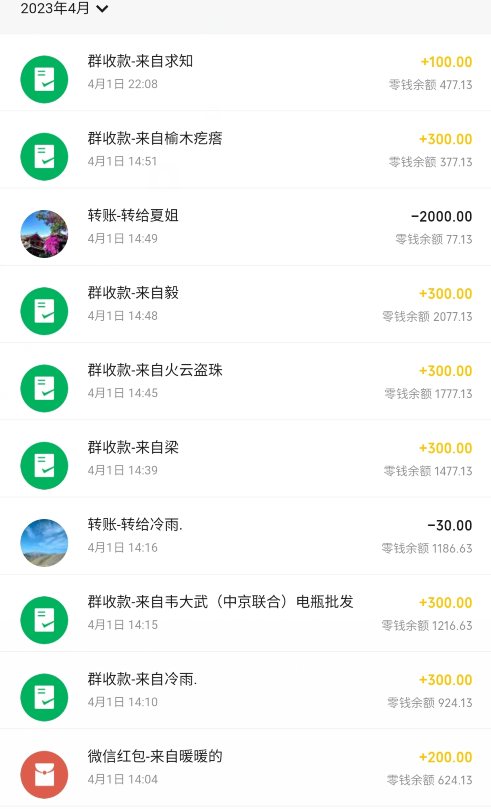 2023年4月
群收款-来自求知
+100.00
4月1日 22:08
零钱余额 477.13
群收款-来自榆木疙瘩
+300.00
4月1日 14:51
零钱余额 377.13
转账-转给夏姐
-2000.00
4月1日 14:49
零钱余额 77.13
群收款-来自毅
+300.00
4月1日 14:48
零钱余额 2077.13
群收款-来自火云盗珠
+300.00
4月1日 14:45
零钱余额 1777.13
群收款-来自梁
+300.00
4月1日 14:39
零钱余额 1477.13
转账-转给冷雨.
-30.00
4月1日 14:16
零钱余额 1186.63
群收款-来自韦大武（中京联合）电瓶批发
+300.00
4月1日 14:15
零钱余额 1216.63
群收款-来自冷雨.
+300.00
4月1日 14:10
零钱余额 924.13
微信红包-来自暖暖的
+200.00
4月1日 14:04
零钱余额 624.13